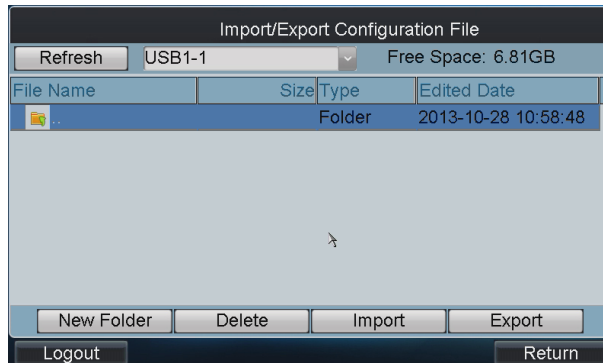 Import/Export Configuration File
Refresh USB1-1 Free Space: 6.81GB
File Name Size Type Edited Date
.. Folder 2013-10-28 10:58:48
New Folder Delete Import Export
Logout Return